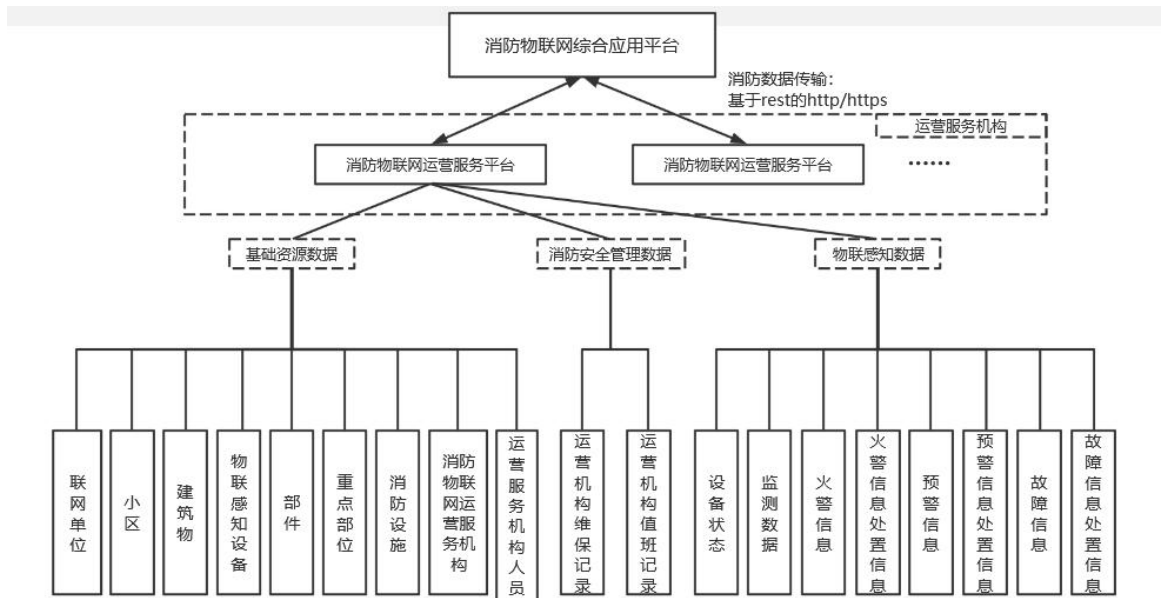 消防物联网综合应用平台
消防数据传输：
基于rest的http/https
运营服务机构
消防物联网运营服务平台
消防物联网运营服务平台
……
基础资源数据
消防安全管理数据
物联感知数据
联网单位
小区
建筑物
物联感知设备
部件
重点部位
消防设施
消防物联网运营服务机构
运营服务机构人员
运营机构维保记录
运营机构值班记录
设备状态
监测数据
火警信息
火警信息处置信息
预警信息
预警信息处置信息
故障信息
故障信息处置信息